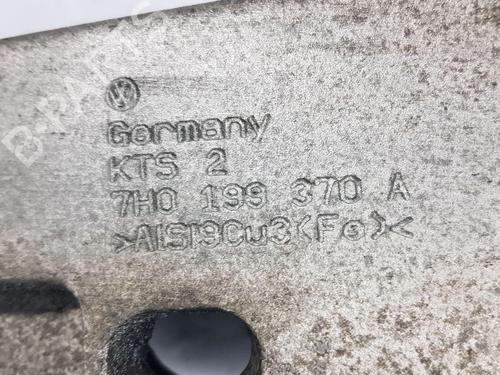 B-PARTS
Germany
KTS 2
7H0 199 370 A
>AlSi9Cu3(Fe)<